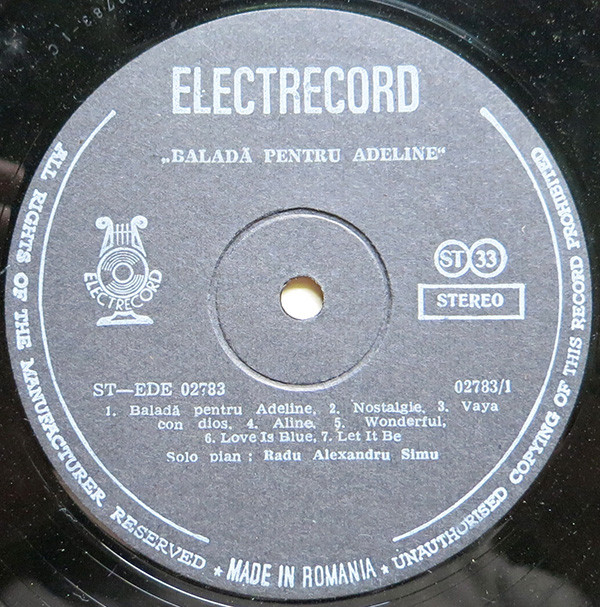 ELECTRECORD
„BALADĂ PENTRU ADELINE"
ELECTRECORD
ST 33
STEREO
ST—EDE 02783
02783/1
1. Baladă pentru Adeline, 2. Nostalgie, 3. Vaya
con dios, 4. Aline, 5. Wonderful,
6. Love Is Blue, 7. Let It Be
Solo pian : Radu Alexandru Simu
ALL RIGHTS OF THE MANUFACTURER RESERVED ★ MADE IN ROMANIA ★ UNAUTHORISED COPYING OF THIS RECORD PROHIBITED